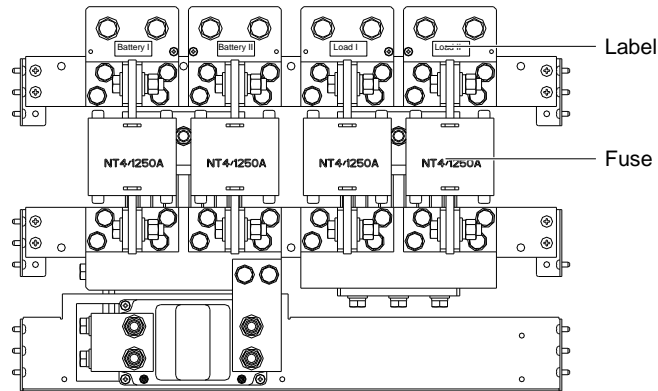 Battery I
Battery II
Load I
Load II
Label
NT4/1250A
NT4/1250A
NT4/1250A
NT4/1250A
Fuse